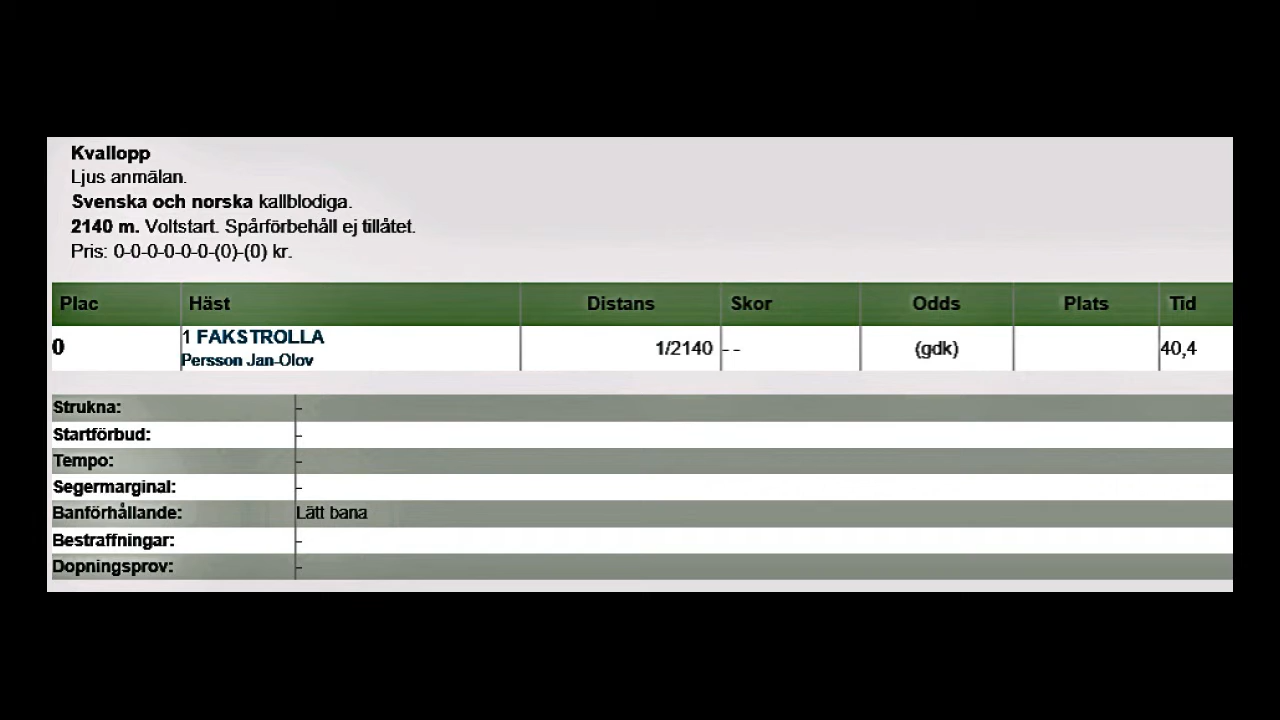 Kvallopp
Ljus anmälan.
Svenska och norska kallblodiga.
2140 m. Voltstart. Spårförbehåll ej tillåtet.
Pris: 0-0-0-0-0-0-(0)-(0) kr.
Plac Häst Distans Skor Odds Plats Tid
0 1 FAKSTROLLA 1/2140 - - (gdk) 40,4
Persson Jan-Olov
Strukna: -
Startförbud: -
Tempo: -
Segermarginal: -
Banförhållande: Lätt bana
Bestraffningar: -
Dopningsprov: -